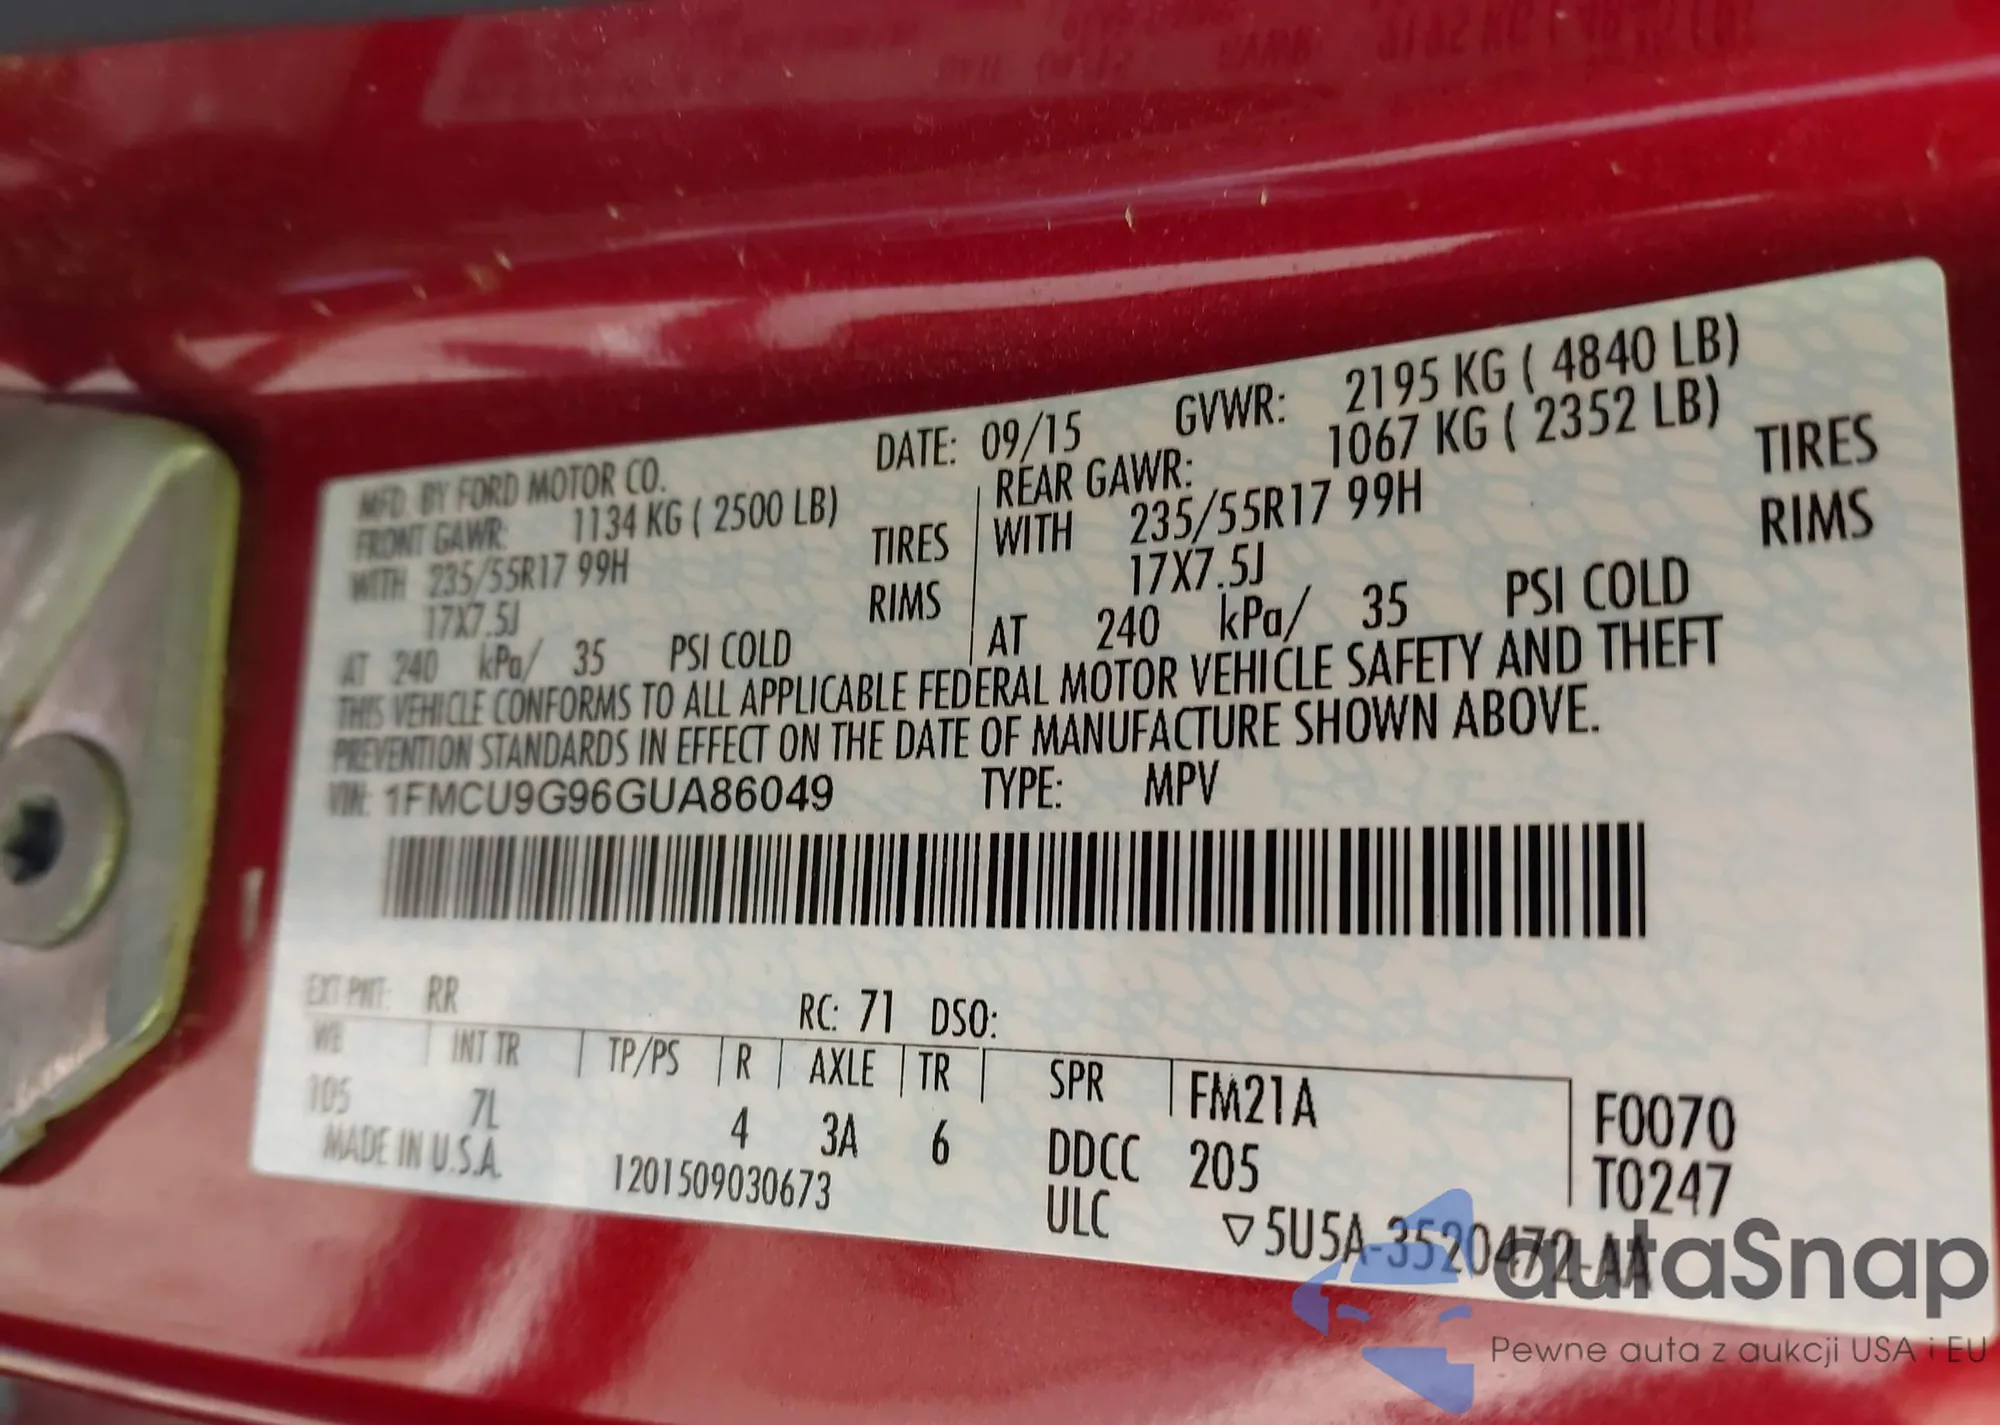 MFD. BY FORD MOTOR CO. DATE: 09/15 GVWR: 2195 KG ( 4840 LB)
FRONT GAWR: 1134 KG ( 2500 LB) REAR GAWR: 1067 KG ( 2352 LB)
WITH 235/55R17 99H TIRES WITH 235/55R17 99H TIRES
17X7.5J RIMS 17X7.5J RIMS
AT 240 kPa/ 35 PSI COLD AT 240 kPa/ 35 PSI COLD
THIS VEHICLE CONFORMS TO ALL APPLICABLE FEDERAL MOTOR VEHICLE SAFETY AND THEFT
PREVENTION STANDARDS IN EFFECT ON THE DATE OF MANUFACTURE SHOWN ABOVE.
VIN: 1FMCU9G96GUA86049 TYPE: MPV
EXT PNT: RR RC: 71 DSO:
WB INT TR TP/PS R AXLE TR SPR FM21A F0070
105 7L 4 3A 6 DDCC 205 T0247
MADE IN U.S.A. 1201509030673 ULC ▽5U5A-3520472-AA
autaSnap
Pewne auta z aukcji USA i EU